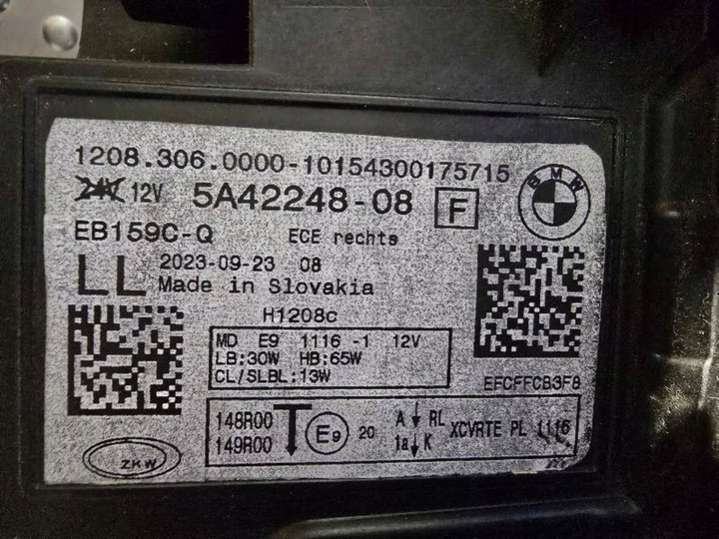 1208.306.0000-10154300175715
24V 12V 5A42248-08 F
BMW
EB159C-Q ECE rechts
LL 2023-09-23 08
Made in Slovakia
H1208c
MD E9 1116 -1 12V
LB:30W HB:65W
CL/SLBL:13W
EFCFFCB3F8
148R00 E9 20 A RL XCVRTE PL 1116
149R00 1a K
ZKW